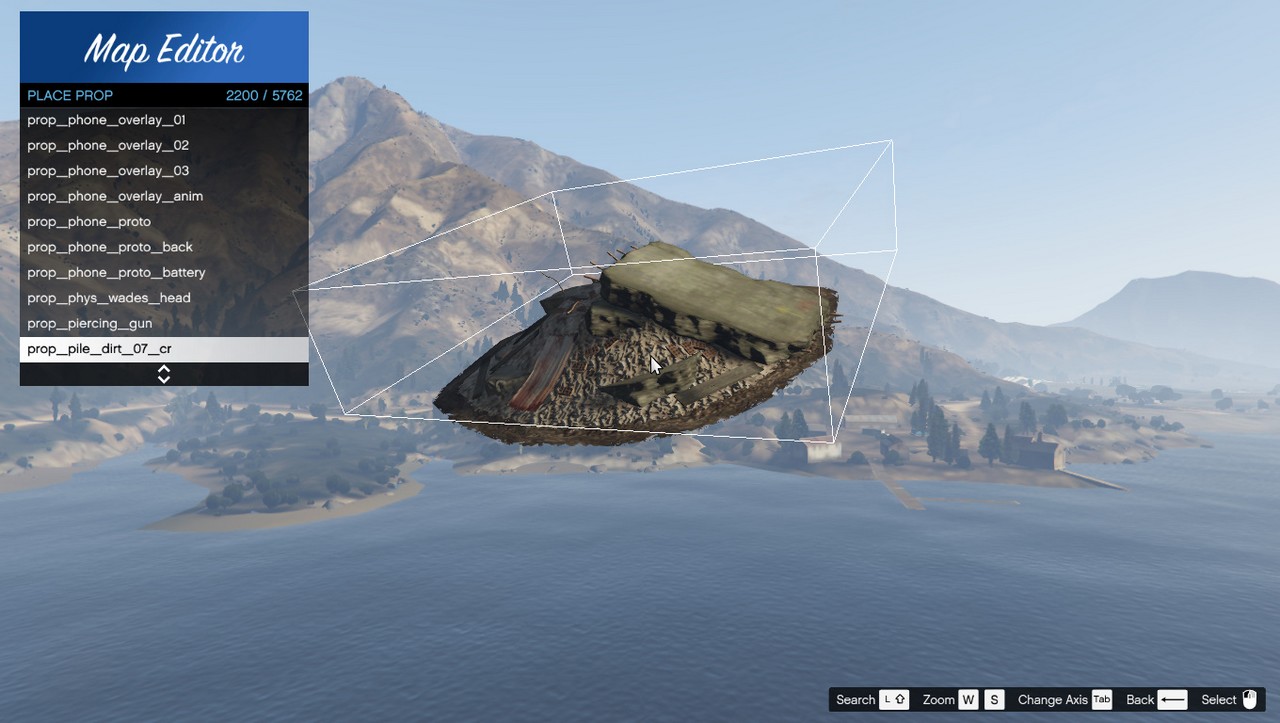 Map Editor
PLACE PROP 2200 / 5762
prop_phone_overlay_01
prop_phone_overlay_02
prop_phone_overlay_03
prop_phone_overlay_anim
prop_phone_proto
prop_phone_proto_back
prop_phone_proto_battery
prop_phys_wades_head
prop_piercing_gun
prop_pile_dirt_07_cr
Search L⇧ Zoom W S Change Axis Tab Back ← Select